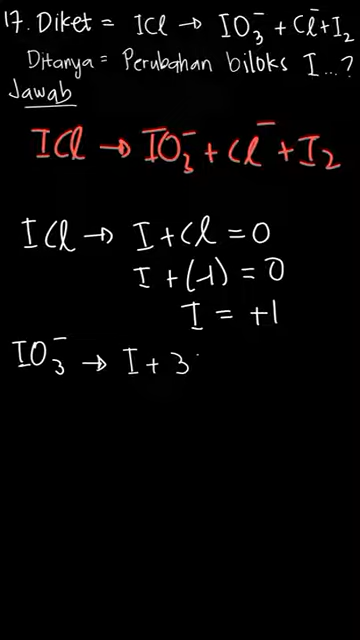 17. Diket = ICl → IO₃⁻ + Cl⁻ + I₂
Ditanya = Perubahan biloks I...?
Jawab
ICl → IO₃⁻ + Cl⁻ + I₂
ICl → I + Cl = 0
I + (-1) = 0
I = +1
IO₃⁻ → I + 3